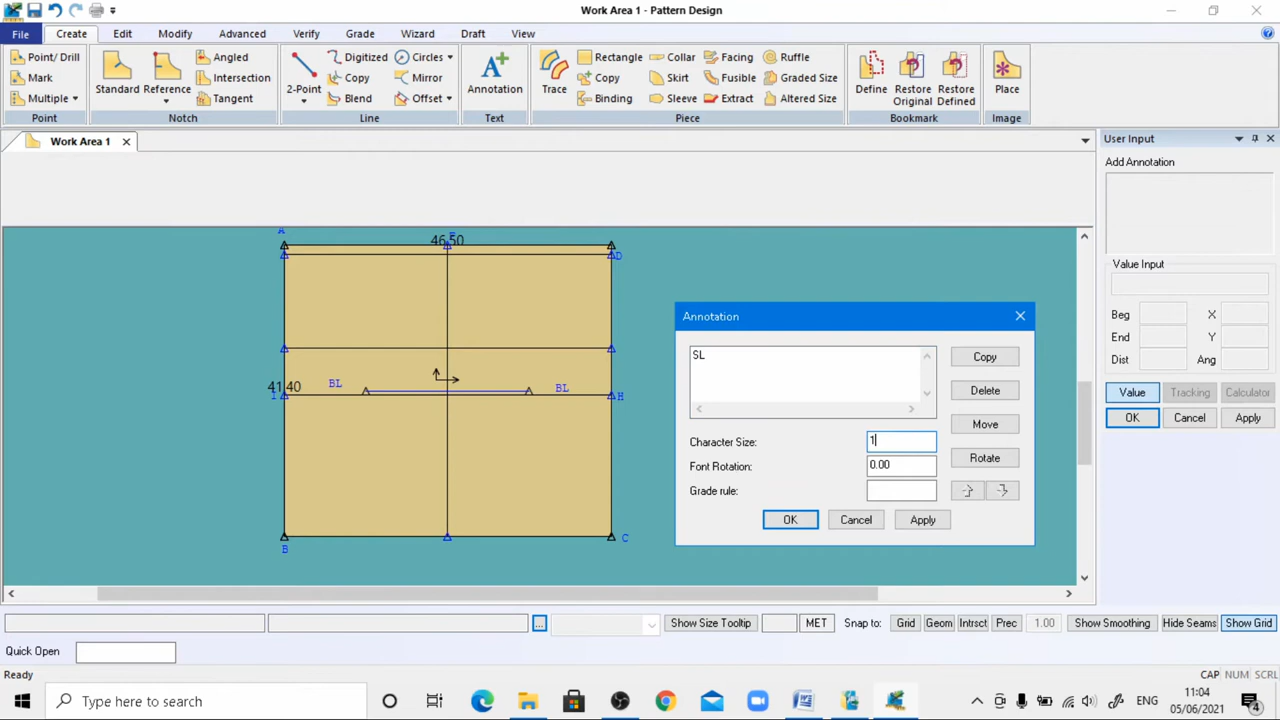 Work Area 1 - Pattern Design
File Create Edit Modify Advanced Verify Grade Wizard Draft View
Point/ Drill Angled Digitized Circles Rectangle Collar Facing Ruffle
Mark Intersection Copy Mirror Copy Skirt Fusible Graded Size
Multiple Standard Reference Tangent 2-Point Blend Offset Annotation Trace Binding Sleeve Extract Altered Size Define Restore Original Restore Defined Place
Point Notch Line Text Piece Bookmark Image
Work Area 1
User Input
Add Annotation
Value Input
Beg X
End Y
Dist Ang
Value Tracking Calculator
OK Cancel Apply
A
46.50
D
41.40
BL BL
I H
B C
Annotation
SL
Copy
Delete
Move
Rotate
Character Size: 1
Font Rotation: 0.00
Grade rule:
OK Cancel Apply
... Show Size Tooltip MET Snap to: Grid Geom Intrsct Prec 1.00 Show Smoothing Hide Seams Show Grid
Quick Open
Ready CAP NUM SCRL
Type here to search
ENG
11:04
05/06/2021
4